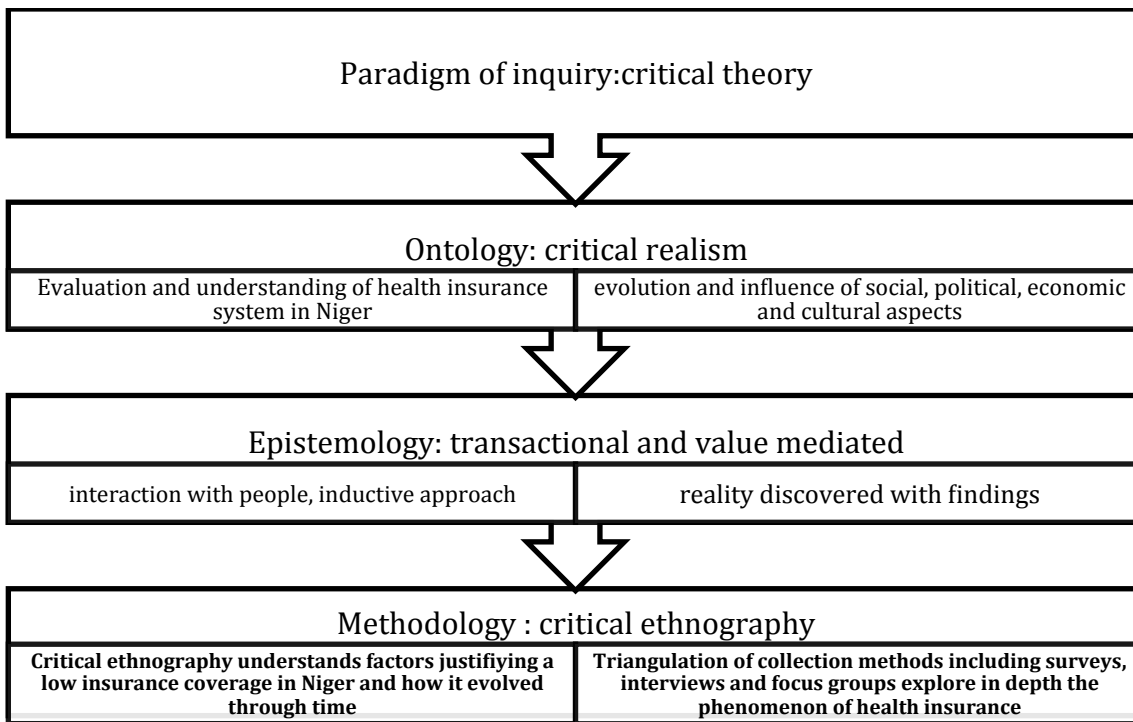 Paradigm of inquiry:critical theory
Ontology: critical realism
Evaluation and understanding of health insurance
system in Niger
evolution and influence of social, political, economic
and cultural aspects
Epistemology: transactional and value mediated
interaction with people, inductive approach
reality discovered with findings
Methodology : critical ethnography
Critical ethnography understands factors justifiying a
low insurance coverage in Niger and how it evolved
through time
Triangulation of collection methods including surveys,
interviews and focus groups explore in depth the
phenomenon of health insurance